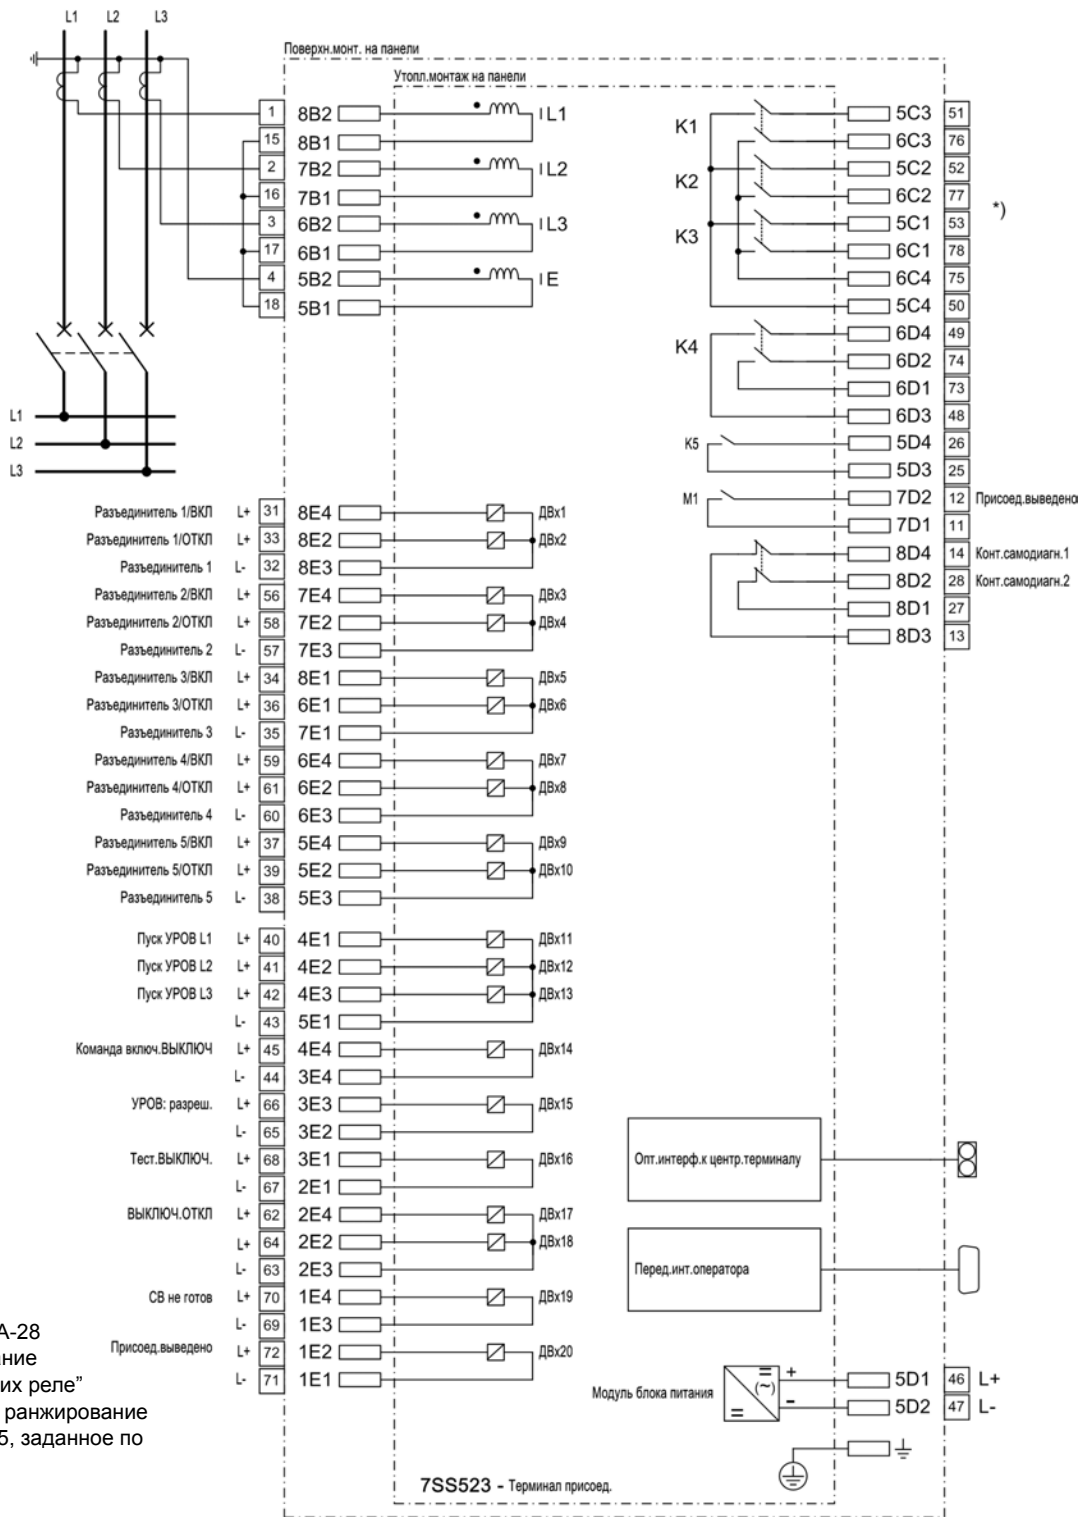 L1 L2 L3
Поверхн.монт. на панели
Утопл.монтаж на панели
1 8B2 IL1
15 8B1
2 7B2 IL2
16 7B1
3 6B2 IL3
17 6B1
4 5B2 IE
18 5B1
K1 5C3 51
6C3 76
K2 5C2 52
6C2 77
*)
K3 5C1 53
6C1 78
6C4 75
5C4 50
K4 6D4 49
6D2 74
6D1 73
6D3 48
K5 5D4 26
5D3 25
M1 7D2 12 Присоед.выведено
7D1 11
8D4 14 Конт.самодиагн.1
8D2 28 Конт.самодиагн.2
8D1 27
8D3 13
L1
L2
L3
Разъединитель 1/ВКЛ L+ 31 8E4 ДВх1
Разъединитель 1/ОТКЛ L+ 33 8E2 ДВх2
Разъединитель 1 L- 32 8E3
Разъединитель 2/ВКЛ L+ 56 7E4 ДВх3
Разъединитель 2/ОТКЛ L+ 58 7E2 ДВх4
Разъединитель 2 L- 57 7E3
Разъединитель 3/ВКЛ L+ 34 8E1 ДВх5
Разъединитель 3/ОТКЛ L+ 36 6E1 ДВх6
Разъединитель 3 L- 35 7E1
Разъединитель 4/ВКЛ L+ 59 6E4 ДВх7
Разъединитель 4/ОТКЛ L+ 61 6E2 ДВх8
Разъединитель 4 L- 60 6E3
Разъединитель 5/ВКЛ L+ 37 5E4 ДВх9
Разъединитель 5/ОТКЛ L+ 39 5E2 ДВх10
Разъединитель 5 L- 38 5E3
Пуск УРОВ L1 L+ 40 4E1 ДВх11
Пуск УРОВ L2 L+ 41 4E2 ДВх12
Пуск УРОВ L3 L+ 42 4E3 ДВх13
L- 43 5E1
Команда включ.ВЫКЛЮЧ L+ 45 4E4 ДВх14
L- 44 3E4
УРОВ: разреш. L+ 66 3E3 ДВх15
L- 65 3E2
Тест.ВЫКЛЮЧ. L+ 68 3E1 ДВх16
L- 67 2E1
ВЫКЛЮЧ.ОТКЛ L+ 62 2E4 ДВх17
L+ 64 2E2 ДВх18
L- 63 2E3
СВ не готов L+ 70 1E4 ДВх19
L- 69 1E3
Присоед.выведено L+ 72 1E2 ДВх20
L- 71 1E1
Опт.интерф.к центр.терминалу
Перед.инт.оператора
Модуль блока питания = (~) = + - 5D1 46 L+
5D2 47 L-
А-28
ание
их реле”
ранжирование
5, заданное по
7SS523 - Терминал присоед.